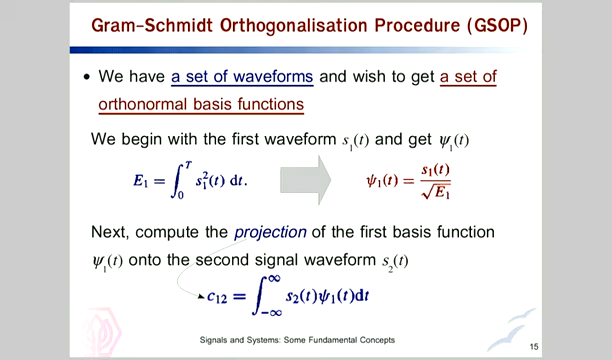 Gram-Schmidt Orthogonalisation Procedure (GSOP)
• We have a set of waveforms and wish to get a set of
orthonormal basis functions
We begin with the first waveform s₁(t) and get ψ₁(t)
E₁ = ∫₀ᵀ s₁²(t) dt. ψ₁(t) = s₁(t)/√E₁
Next, compute the projection of the first basis function
ψ₁(t) onto the second signal waveform s₂(t)
c₁₂ = ∫_{-∞}^{∞} s₂(t)ψ₁(t)dt
Signals and Systems: Some Fundamental Concepts 15